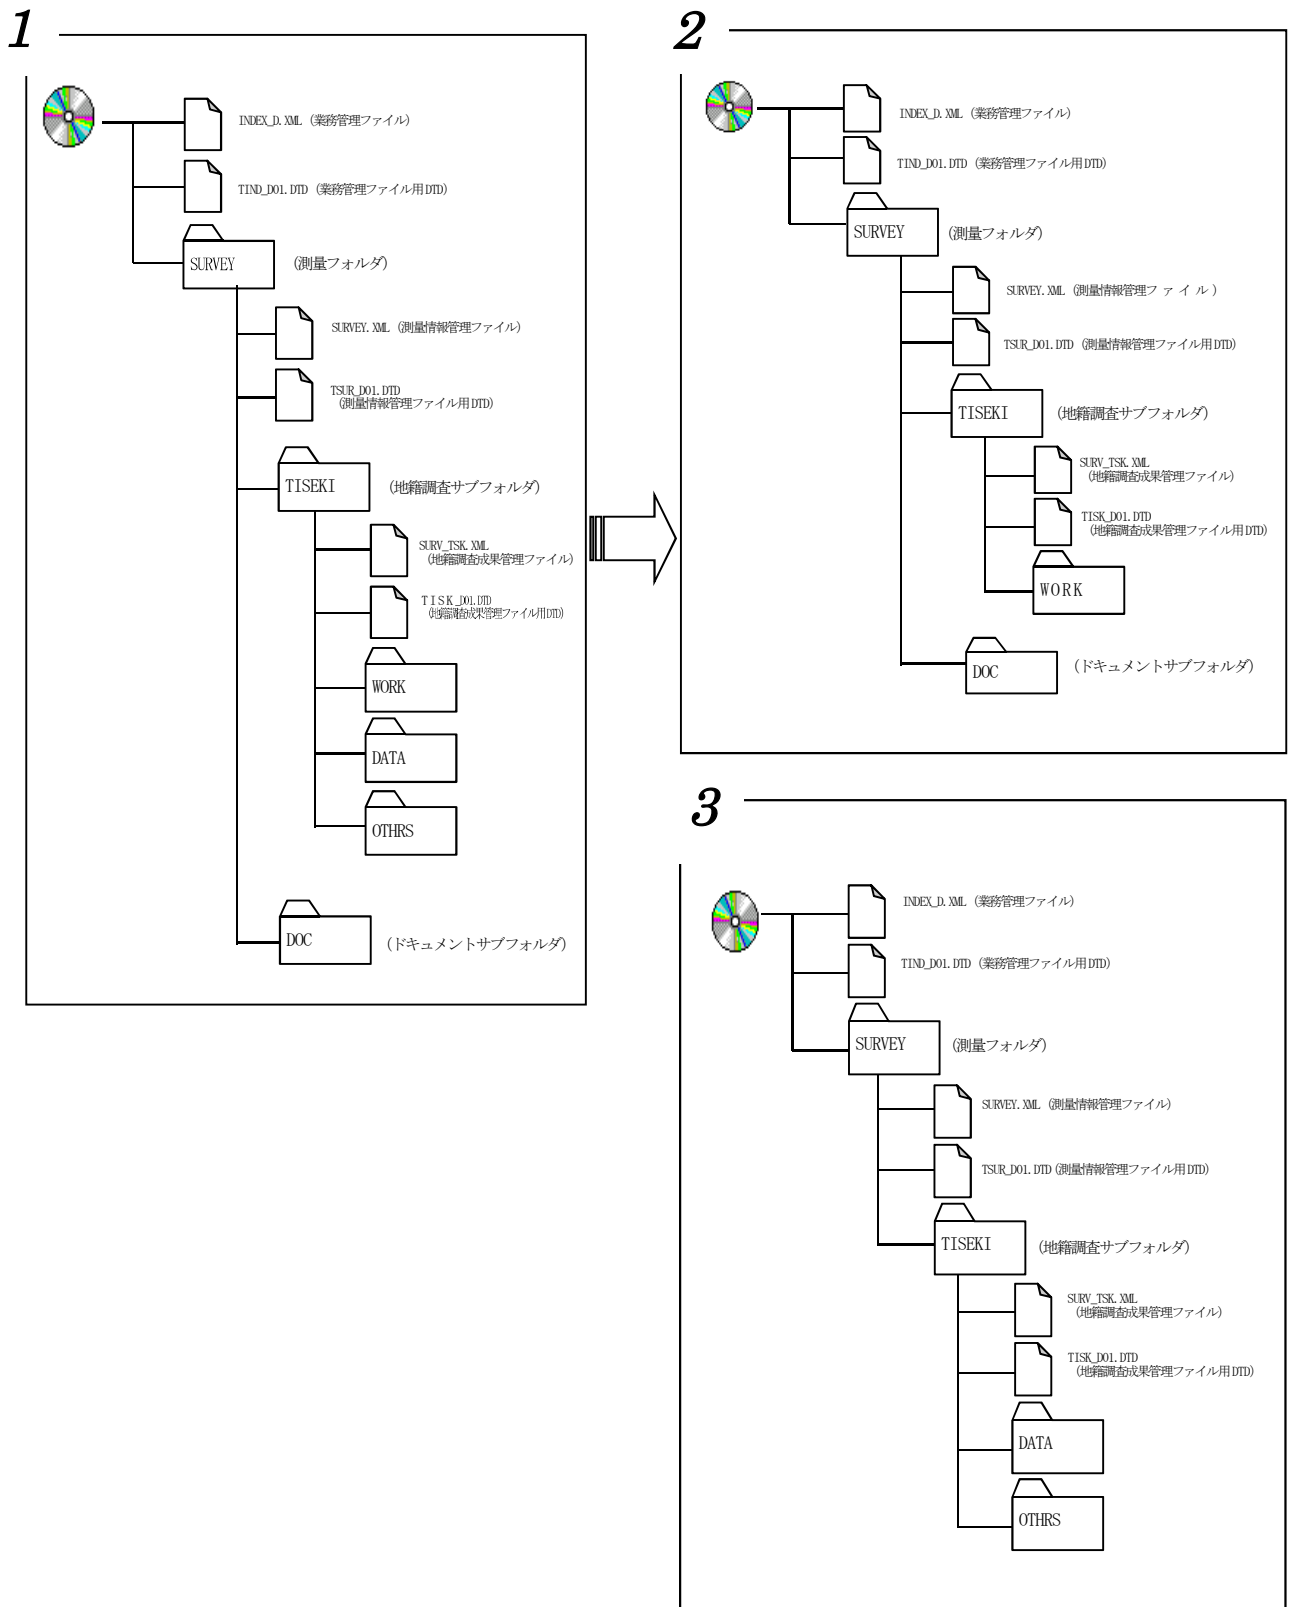 1
INDEX_D.XML (業務管理ファイル)
TIND_D01.DTD (業務管理ファイル用DTD)
SURVEY (測量フォルダ)
SURVEY.XML (測量情報管理ファイル)
TSUR_D01.DTD
(測量情報管理ファイル用DTD)
TISEKI (地籍調査サブフォルダ)
SURV_TSK.XML
(地籍調査成果管理ファイル)
TISK_D01.DTD
(地籍調査成果管理ファイル用DTD)
WORK
DATA
OTHRS
DOC (ドキュメントサブフォルダ)
2
INDEX_D.XML (業務管理ファイル)
TIND_D01.DTD (業務管理ファイル用DTD)
SURVEY (測量フォルダ)
SURVEY.XML (測量情報管理ファイル)
TSUR_D01.DTD (測量情報管理ファイル用DTD)
TISEKI (地籍調査サブフォルダ)
SURV_TSK.XML
(地籍調査成果管理ファイル)
TISK_D01.DTD
(地籍調査成果管理ファイル用DTD)
WORK
DOC (ドキュメントサブフォルダ)
3
INDEX_D.XML (業務管理ファイル)
TIND_D01.DTD (業務管理ファイル用DTD)
SURVEY (測量フォルダ)
SURVEY.XML (測量情報管理ファイル)
TSUR_D01.DTD (測量情報管理ファイル用DTD)
TISEKI (地籍調査サブフォルダ)
SURV_TSK.XML
(地籍調査成果管理ファイル)
TISK_D01.DTD
(地籍調査成果管理ファイル用DTD)
DATA
OTHRS